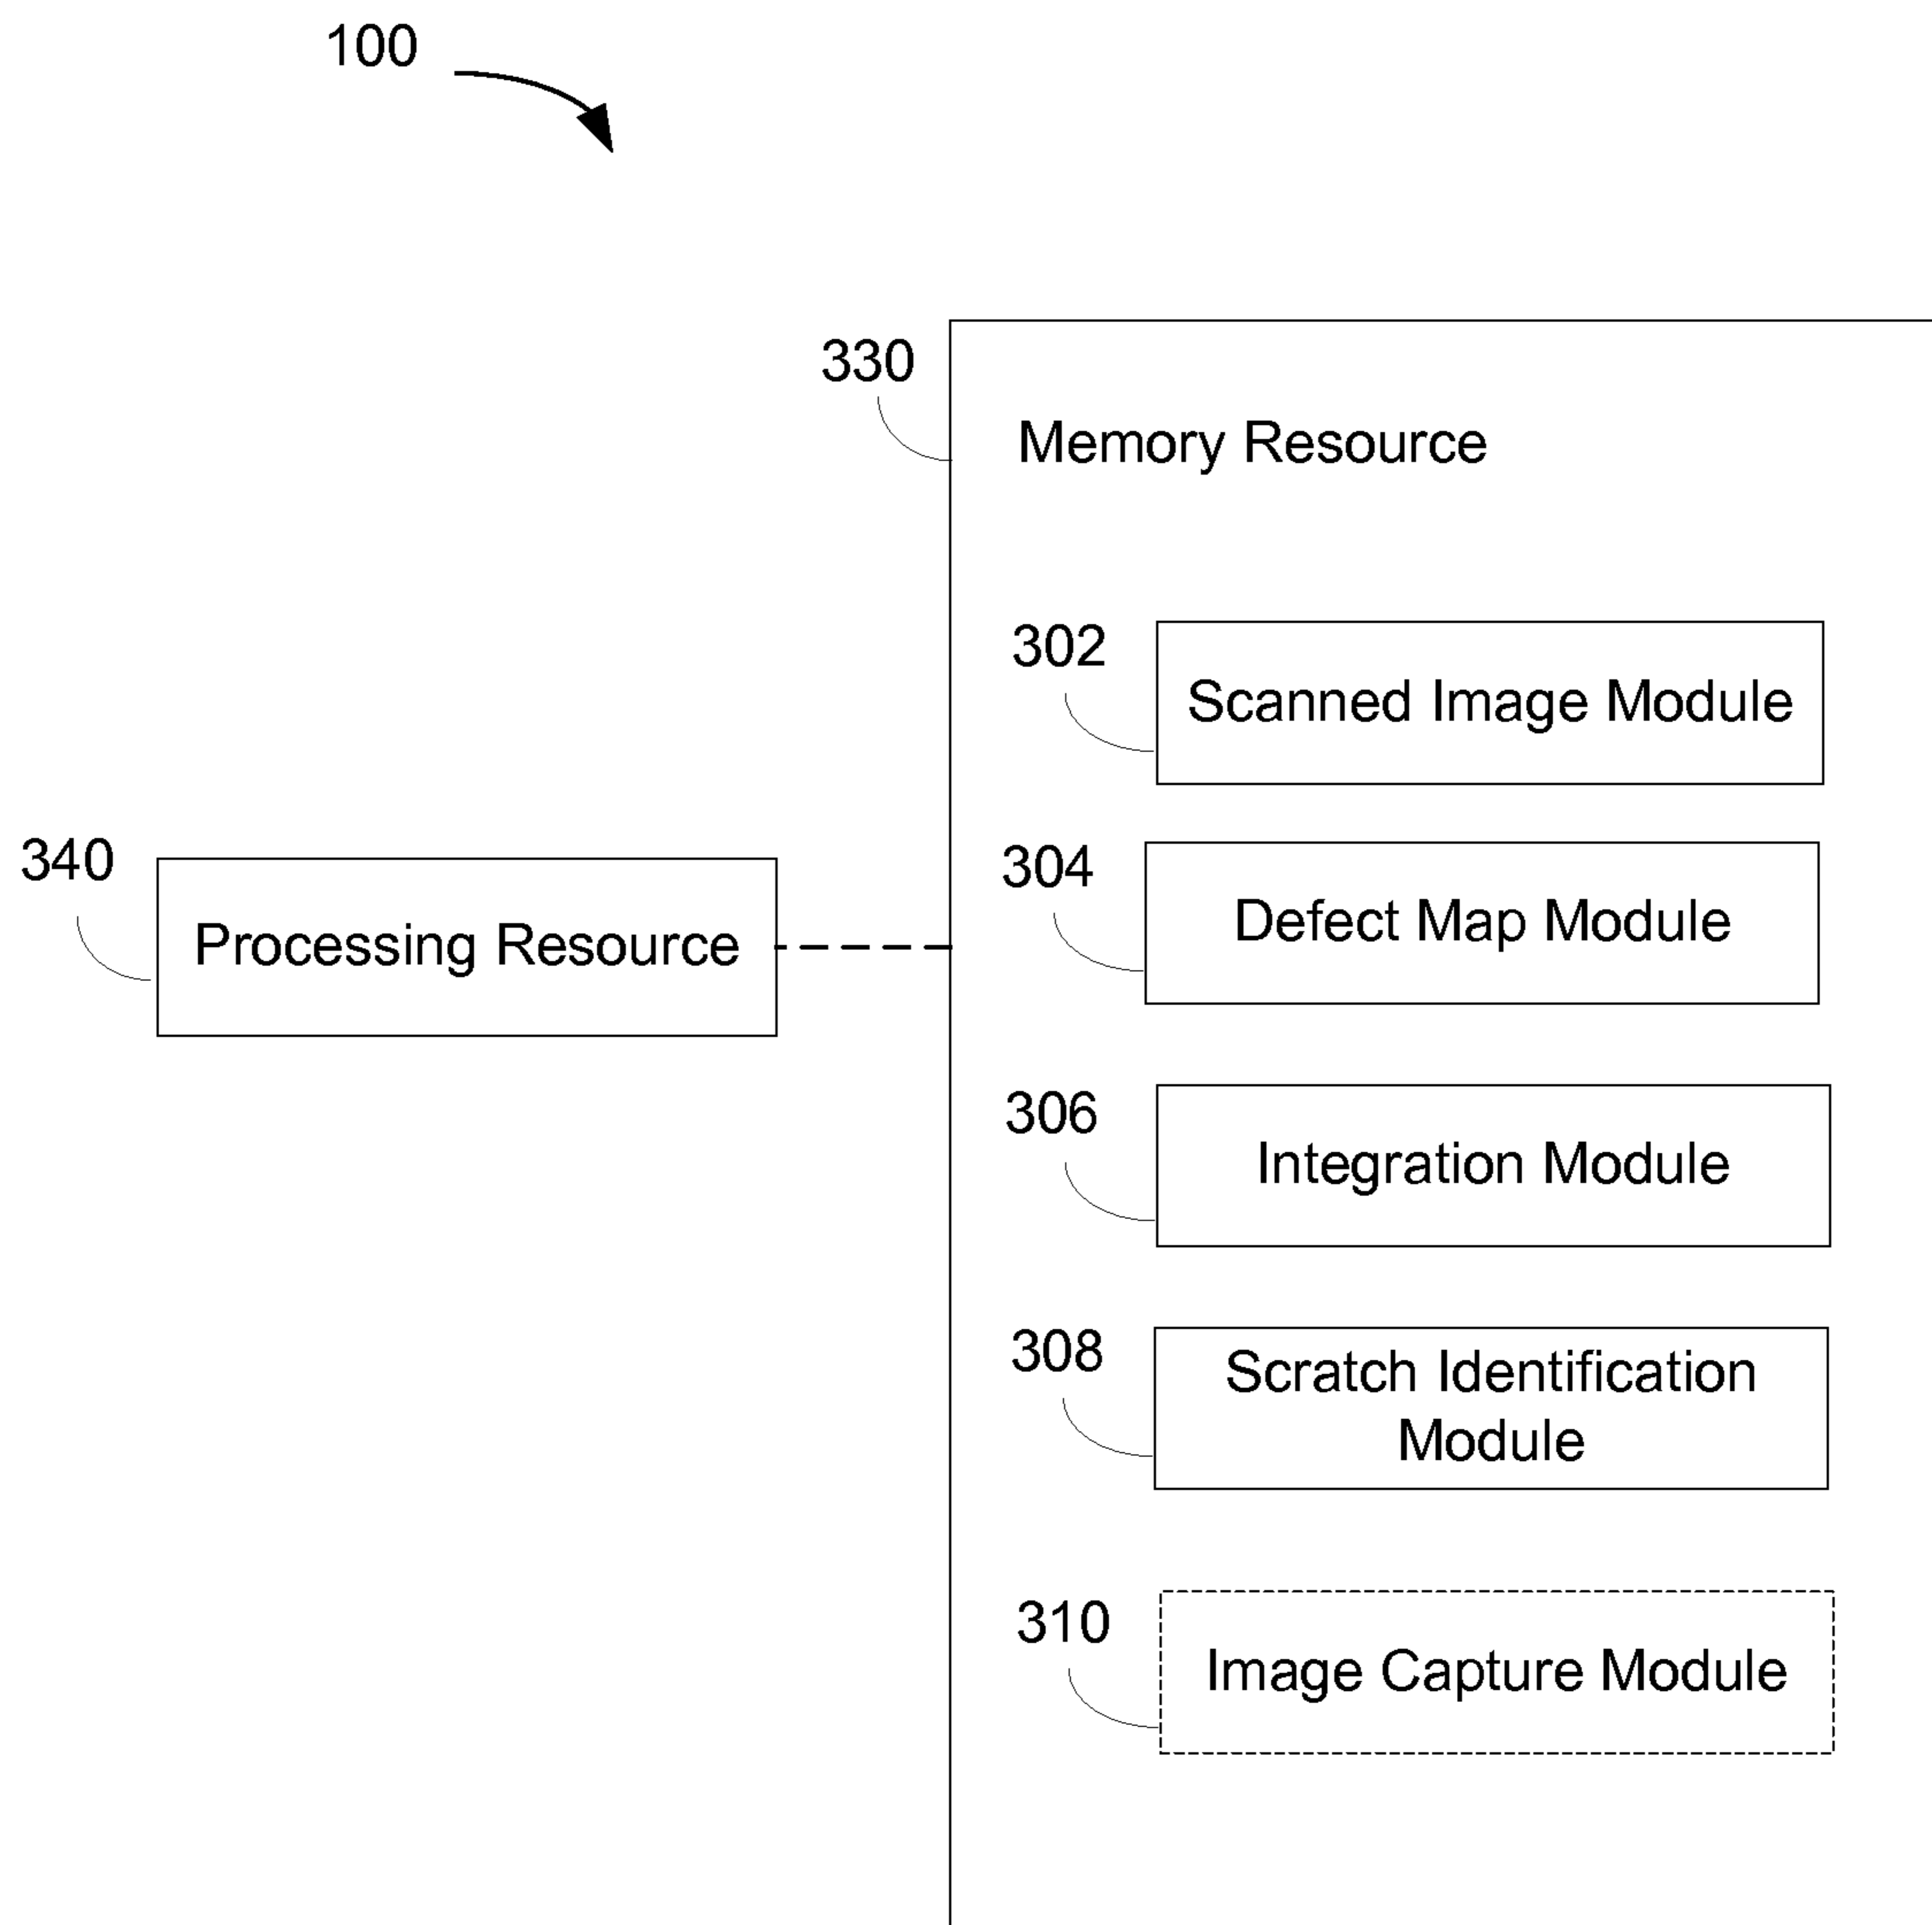 100
330
Memory Resource
302
Scanned Image Module
340
Processing Resource
304
Defect Map Module
306
Integration Module
308
Scratch Identification
Module
310
Image Capture Module